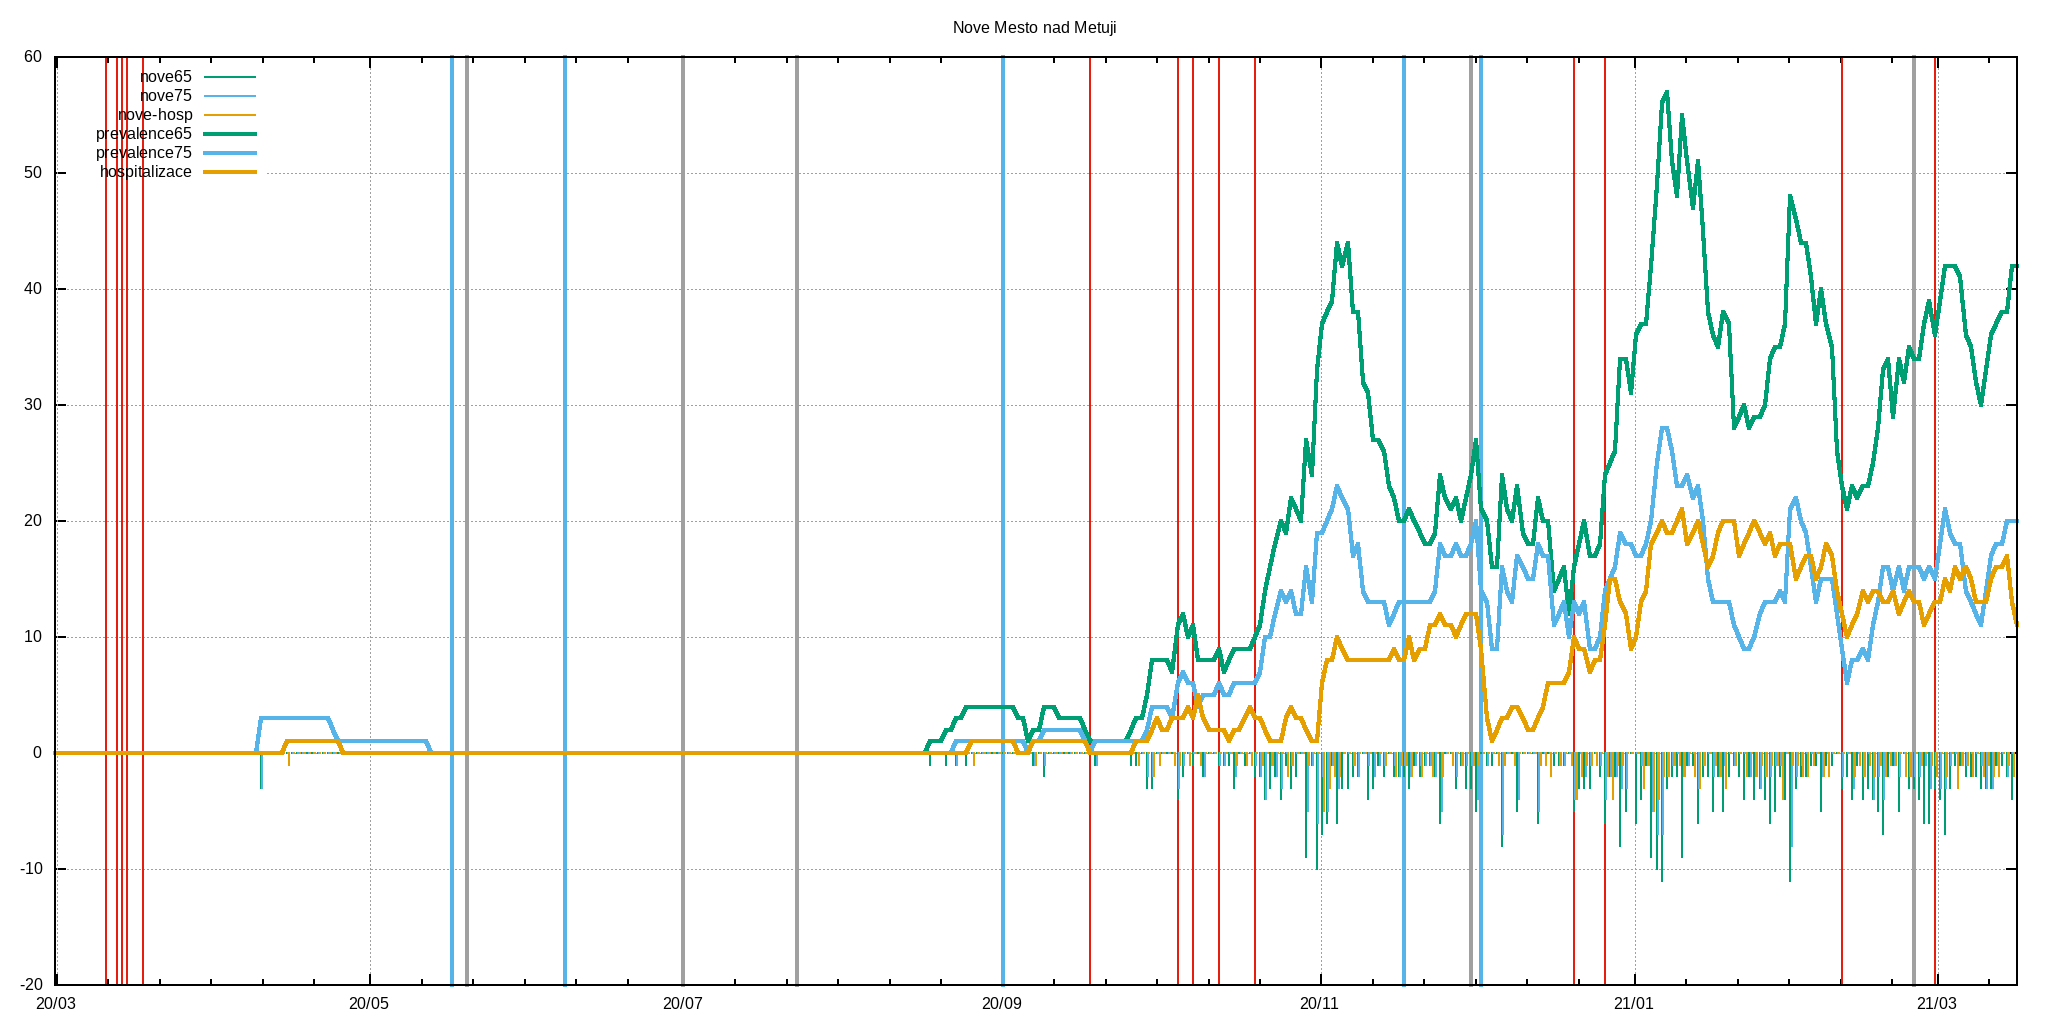 Nove Mesto nad Metuji
60
nove65
nove75
nove-hosp
prevalence65
prevalence75
hospitalizace
50
40
30
20
10
0
-10
-20
20/03 20/05 20/07 20/09 20/11 21/01 21/03